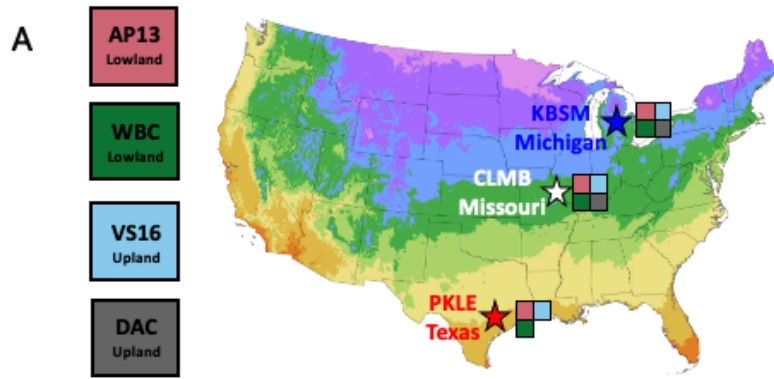 A
AP13
Lowland
WBC
Lowland
VS16
Upland
DAC
Upland
KBSM
Michigan
CLMB
Missouri
PKLE
Texas